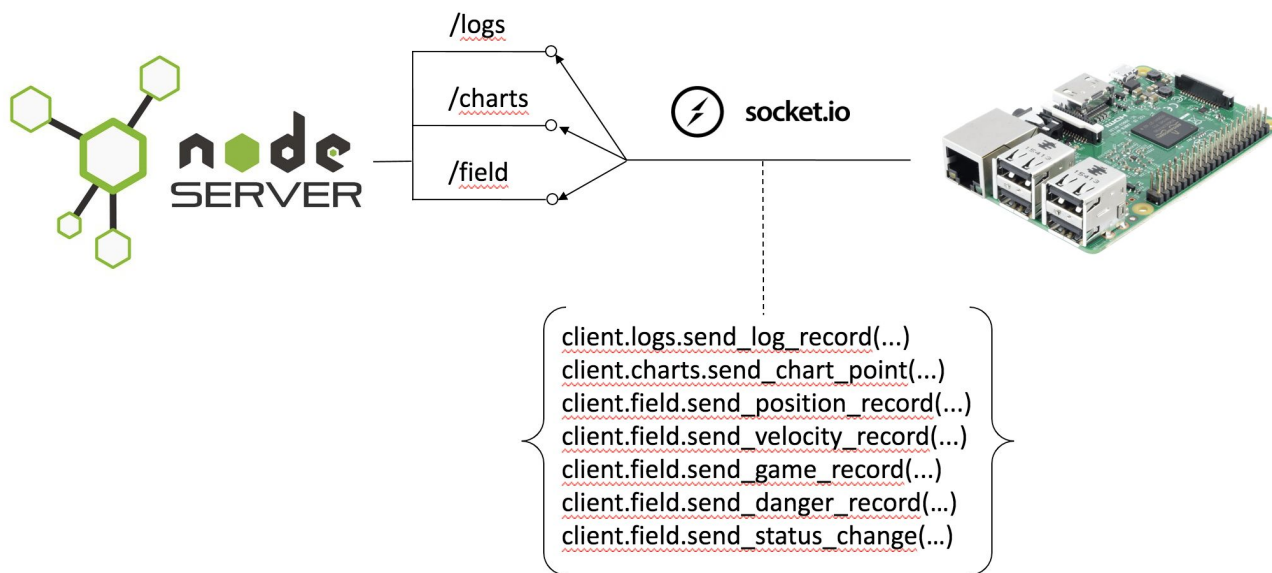 /logs
/charts
/field
node
SERVER
socket.io
client.logs.send_log_record(...)
client.charts.send_chart_point(...)
client.field.send_position_record(...)
client.field.send_velocity_record(...)
client.field.send_game_record(...)
client.field.send_danger_record(...)
client.field.send_status_change(...)